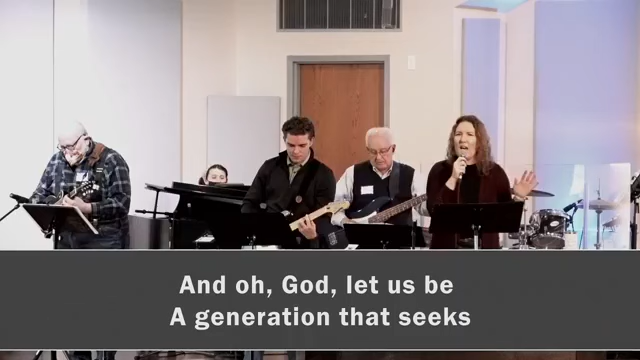 And oh, God, let us be
A generation that seeks